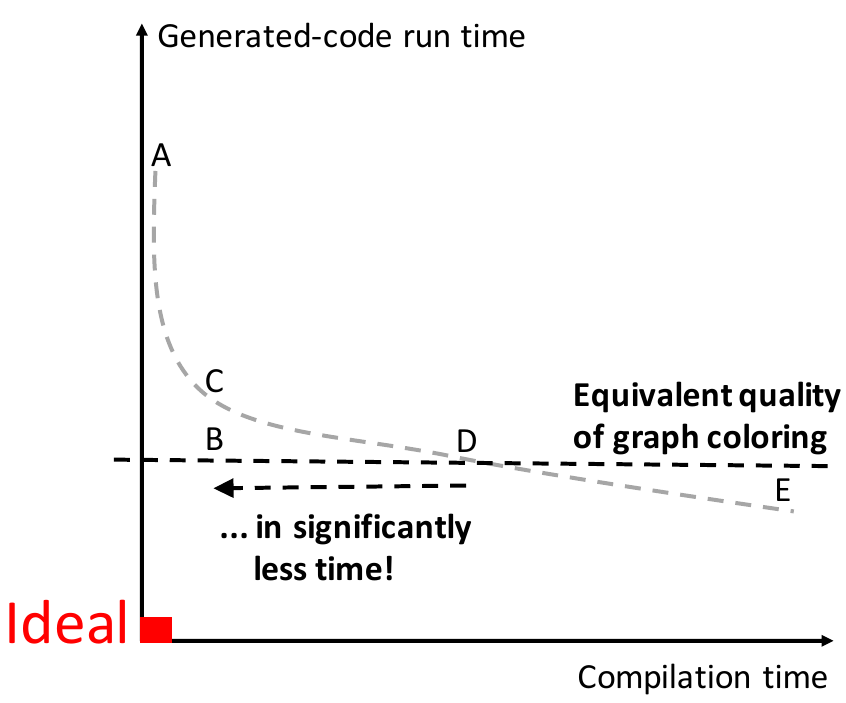 Generated-code run time
A
C
Equivalent quality
of graph coloring
B
D
E
... in significantly
less time!
Ideal
Compilation time